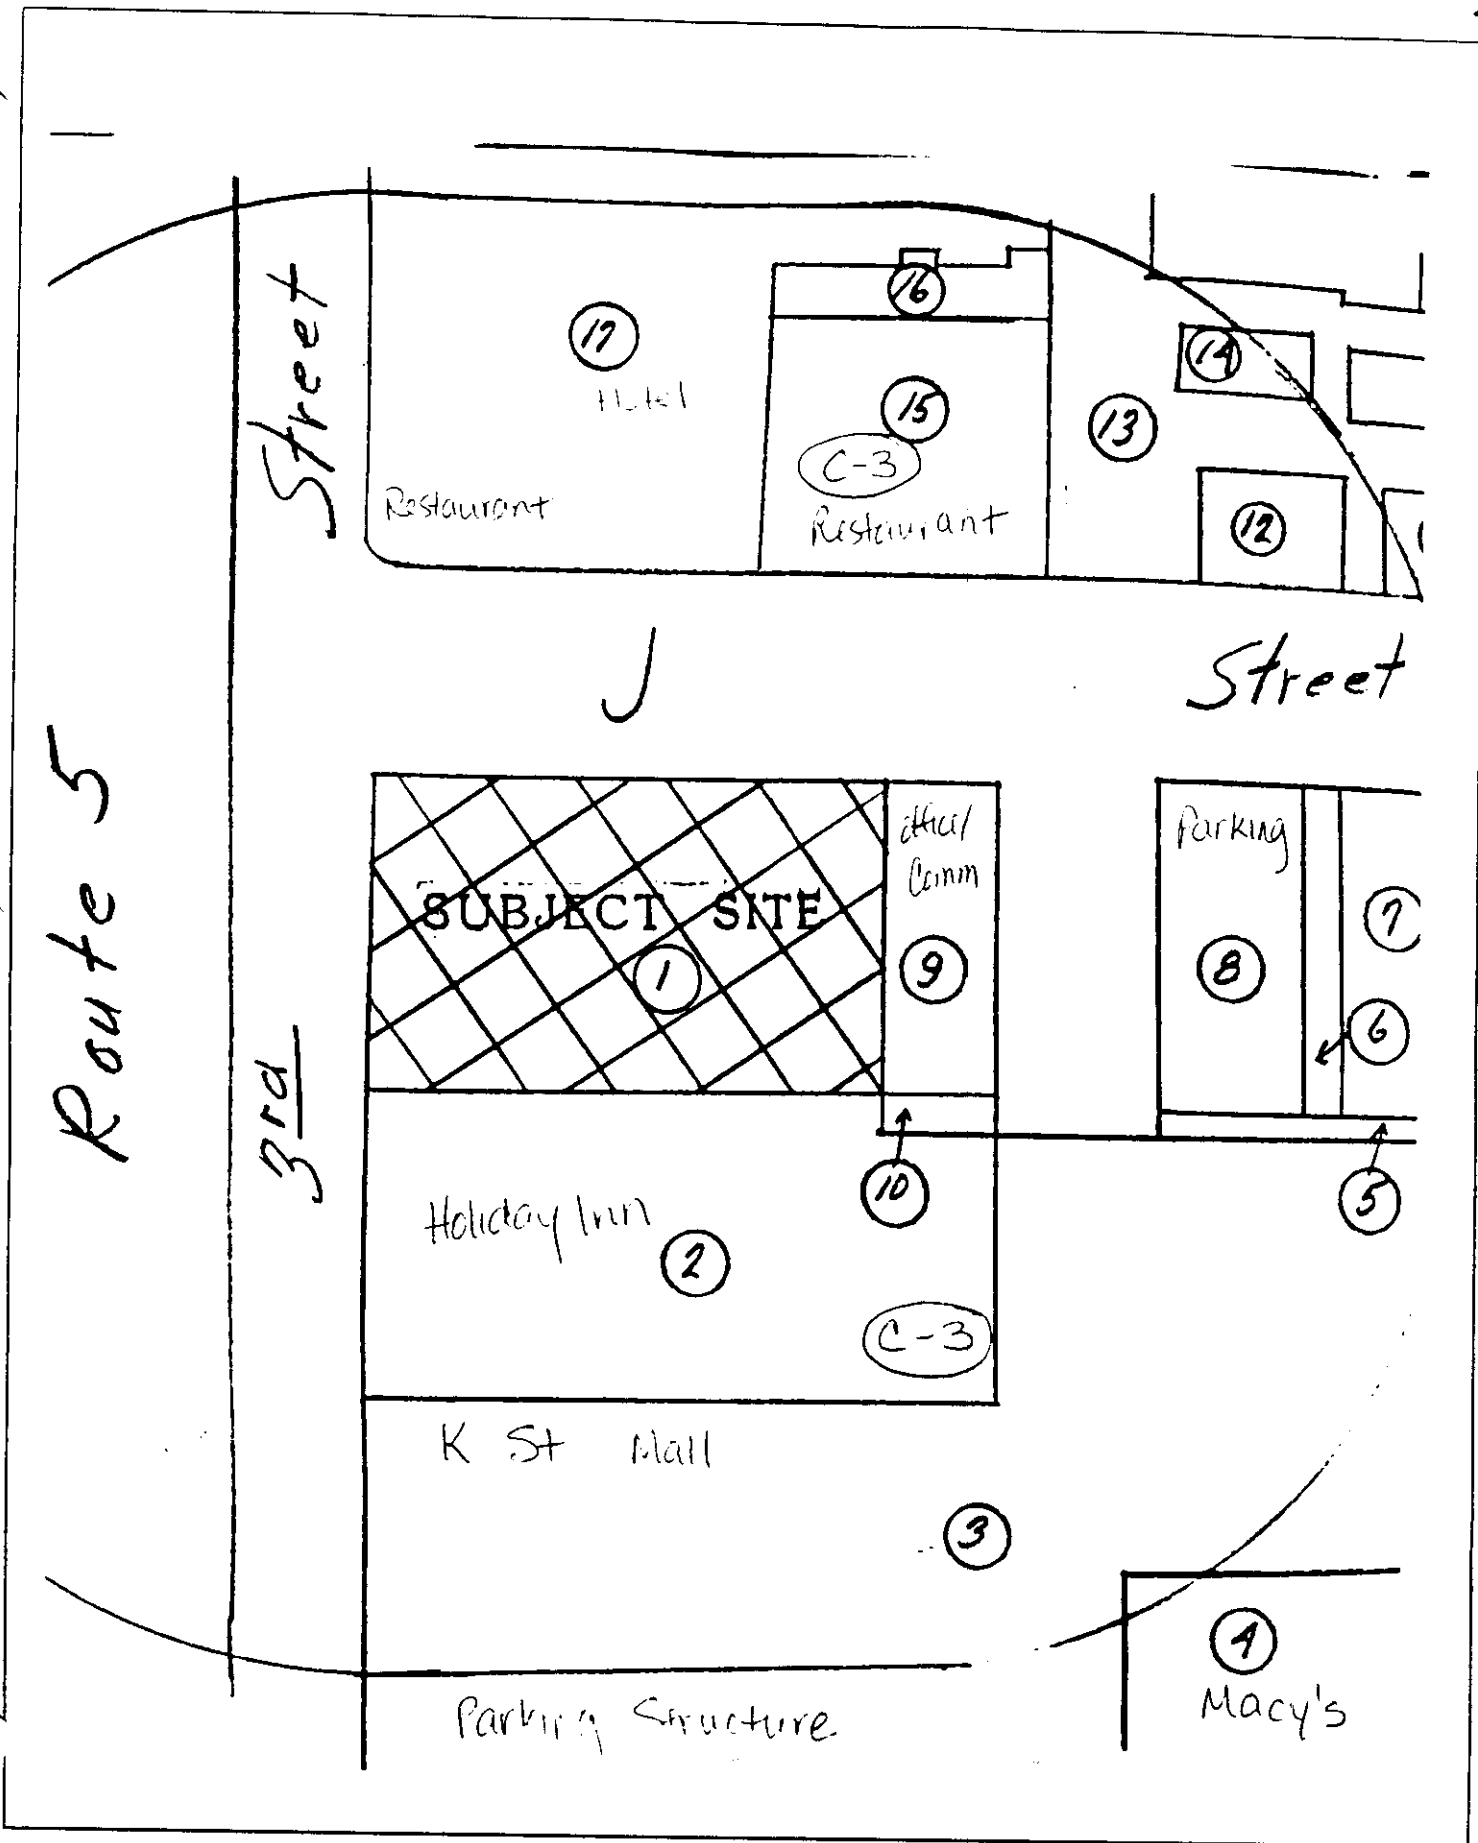 16
17
14
Hotel
15
13
C-3
Restaurant
Restaurant
12
Street
J
Street
Office/
Comm
Parking
SUBJECT SITE
1
9
8
7
6
Route 5
3rd
10
5
Holiday Inn
2
C-3
K St Mall
3
4
Parking Structure
Macy's